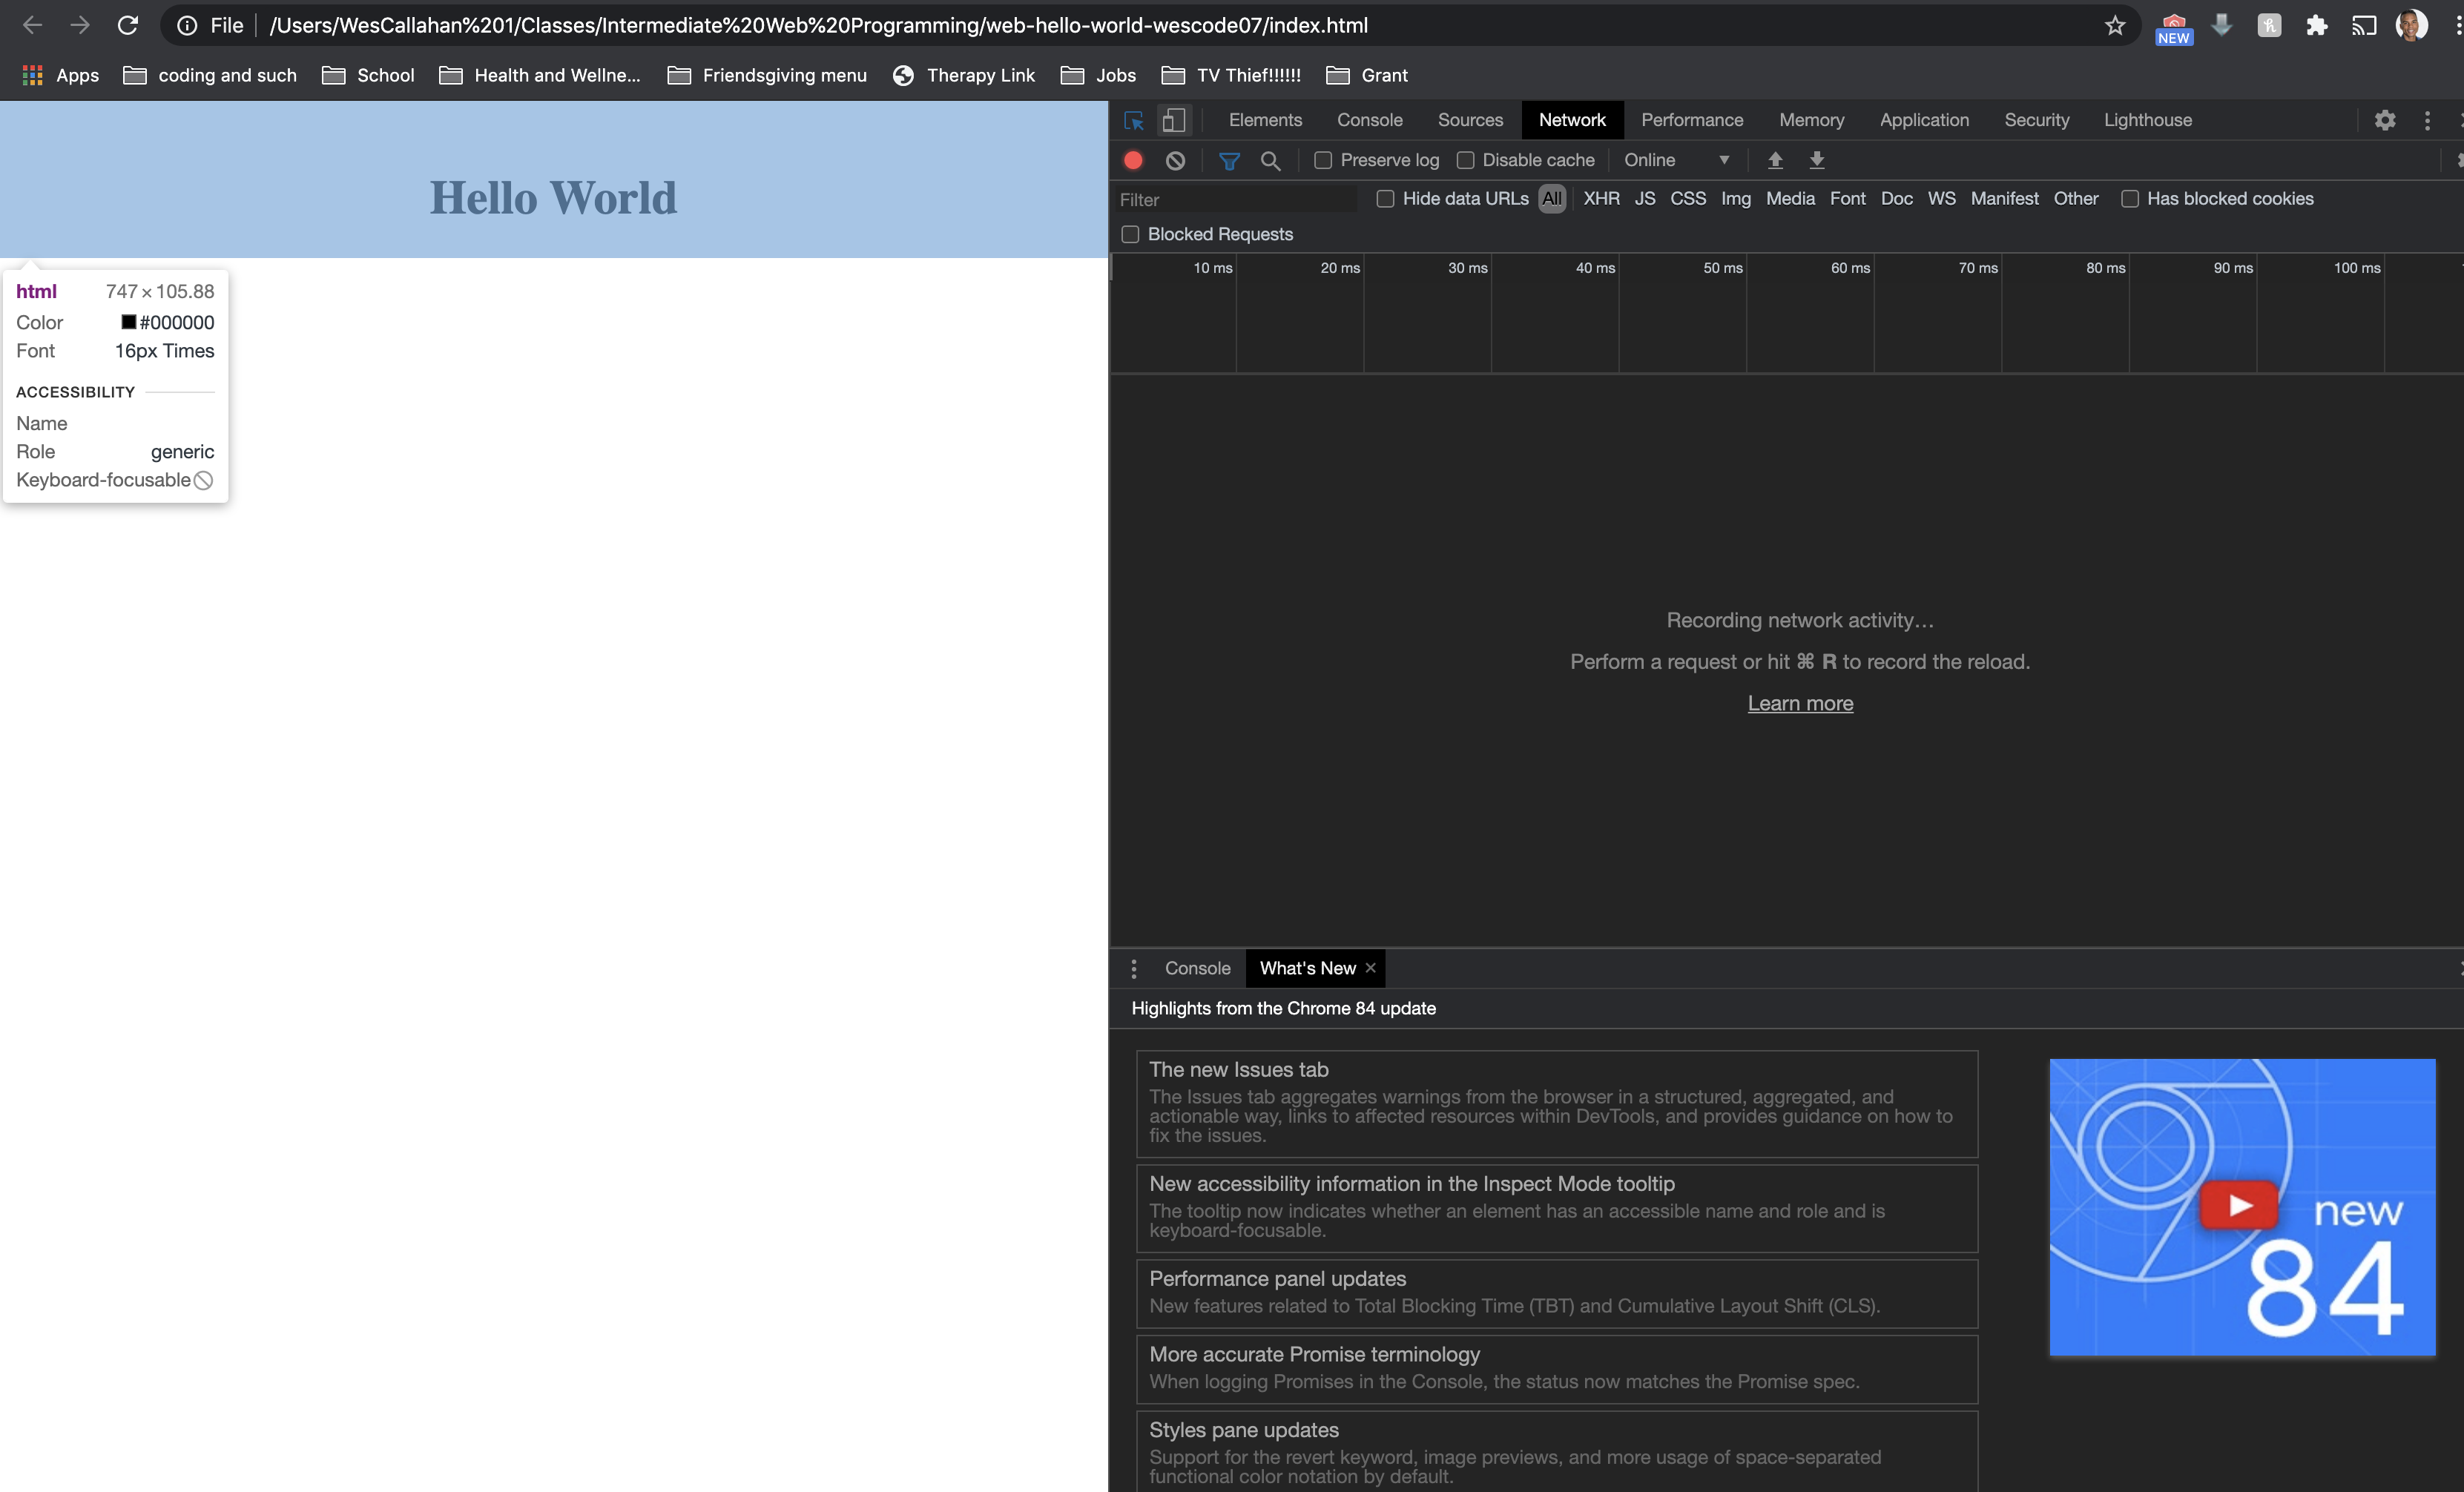 File /Users/WesCallahan%201/Classes/Intermediate%20Web%20Programming/web-hello-world-wescode07/index.html
NEW
Apps coding and such School Health and Wellne... Friendsgiving menu Therapy Link Jobs TV Thief!!!!!! Grant
Hello World
html 747 × 105.88
Color #000000
Font 16px Times
ACCESSIBILITY
Name
Role generic
Keyboard-focusable
Elements Console Sources Network Performance Memory Application Security Lighthouse
Preserve log Disable cache Online
Filter Hide data URLs All XHR JS CSS Img Media Font Doc WS Manifest Other Has blocked cookies
Blocked Requests
10 ms 20 ms 30 ms 40 ms 50 ms 60 ms 70 ms 80 ms 90 ms 100 ms
Recording network activity…
Perform a request or hit ⌘ R to record the reload.
Learn more
Console What's New ×
Highlights from the Chrome 84 update
The new Issues tab
The Issues tab aggregates warnings from the browser in a structured, aggregated, and
actionable way, links to affected resources within DevTools, and provides guidance on how to
fix the issues.
New accessibility information in the Inspect Mode tooltip
The tooltip now indicates whether an element has an accessible name and role and is
keyboard-focusable.
Performance panel updates
New features related to Total Blocking Time (TBT) and Cumulative Layout Shift (CLS).
More accurate Promise terminology
When logging Promises in the Console, the status now matches the Promise spec.
Styles pane updates
Support for the revert keyword, image previews, and more usage of space-separated
functional color notation by default.
new
84